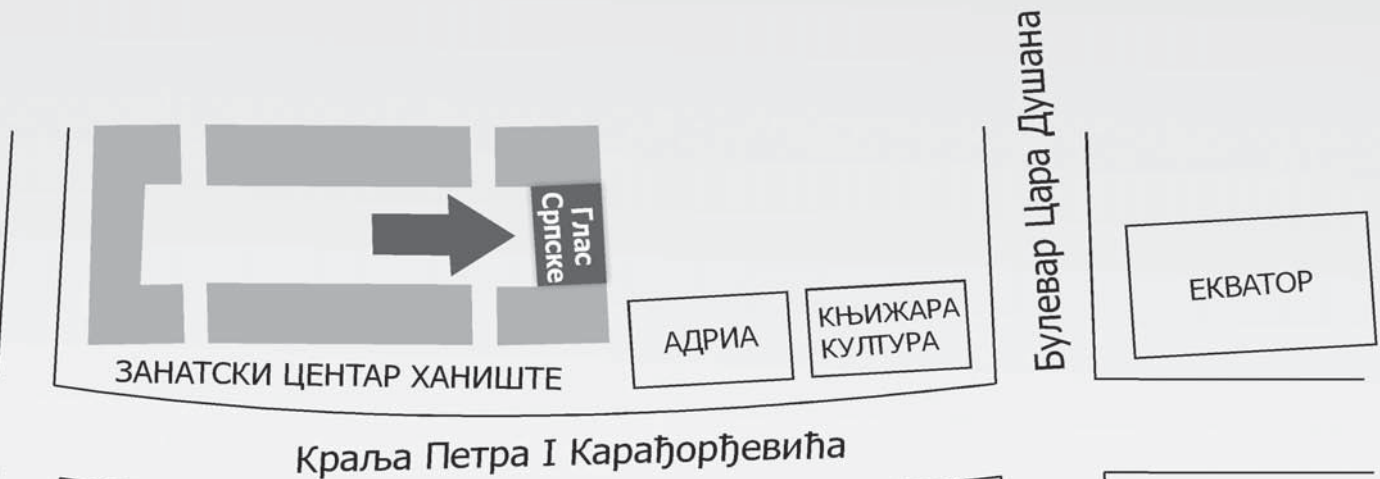 Глас
Српске
ЗАНАТСКИ ЦЕНТАР ХАНИШТЕ
АДРИА
КЊИЖАРА
КУЛТУРА
Булевар Цара Душана
ЕКВАТОР
Краља Петра I Карађорђевића